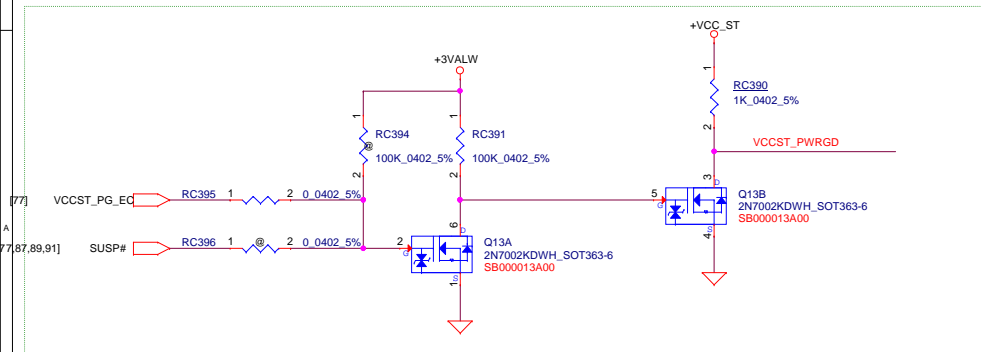 +VCC_ST
1
RC390
1K_0402_5%
2
VCCST_PWRGD
+3VALW
1
1
RC394
RC391
@
100K_0402_5%
100K_0402_5%
2
2
[77]
VCCST_PG_EC
RC395
1
2
0_0402_5%
A
77,87,89,91]
SUSP#
RC396
1
@
2
0_0402_5%
2
G
6
D
Q13A
2N7002KDWH_SOT363-6
SB000013A00
S
1
5
G
3
D
Q13B
2N7002KDWH_SOT363-6
SB000013A00
S
4